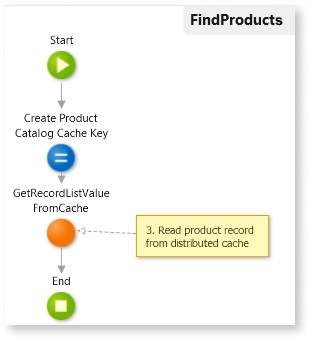 FindProducts
Start
Create Product
Catalog Cache Key
GetRecordListValue
FromCache
3. Read product record
from distributed cache
End